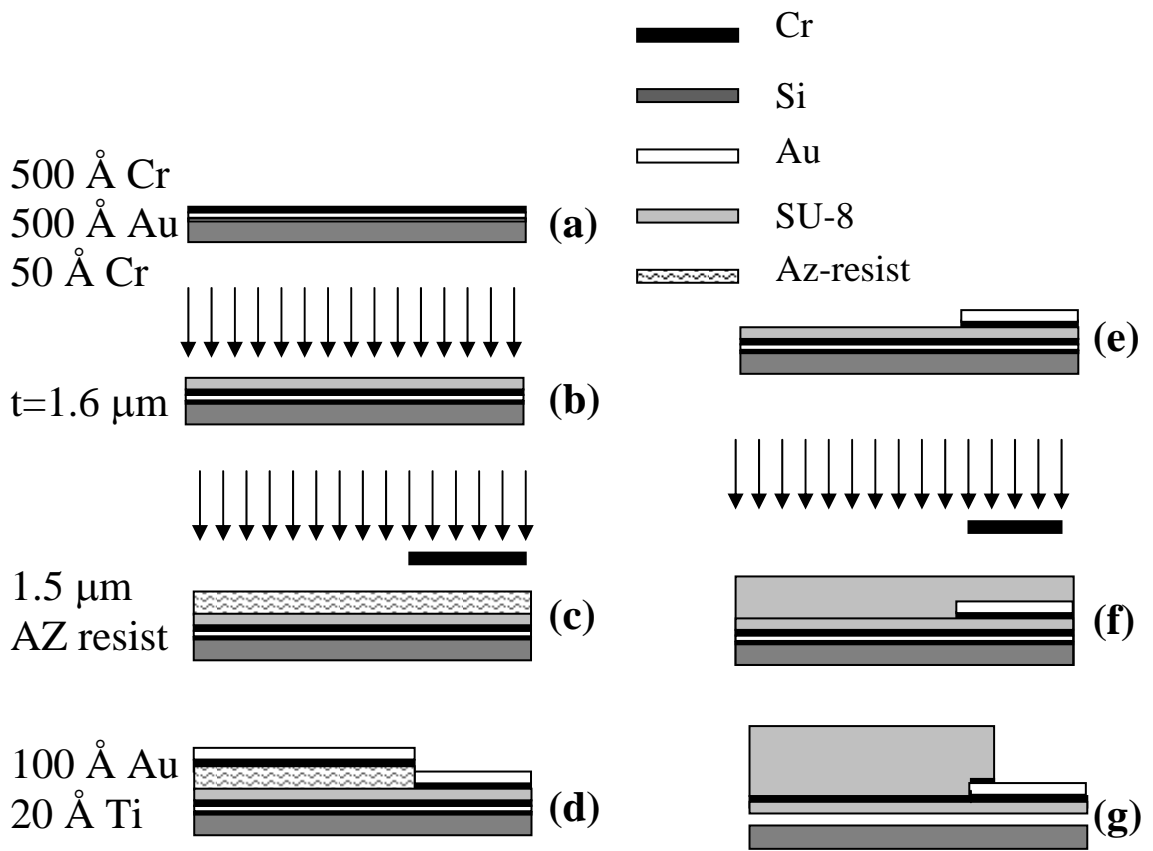 500 Å Cr
500 Å Au
50 Å Cr
(a)
t=1.6 μm
(b)
1.5 μm
AZ resist
(c)
100 Å Au
20 Å Ti
(d)
Cr
Si
Au
SU-8
Az-resist
(e)
(f)
(g)